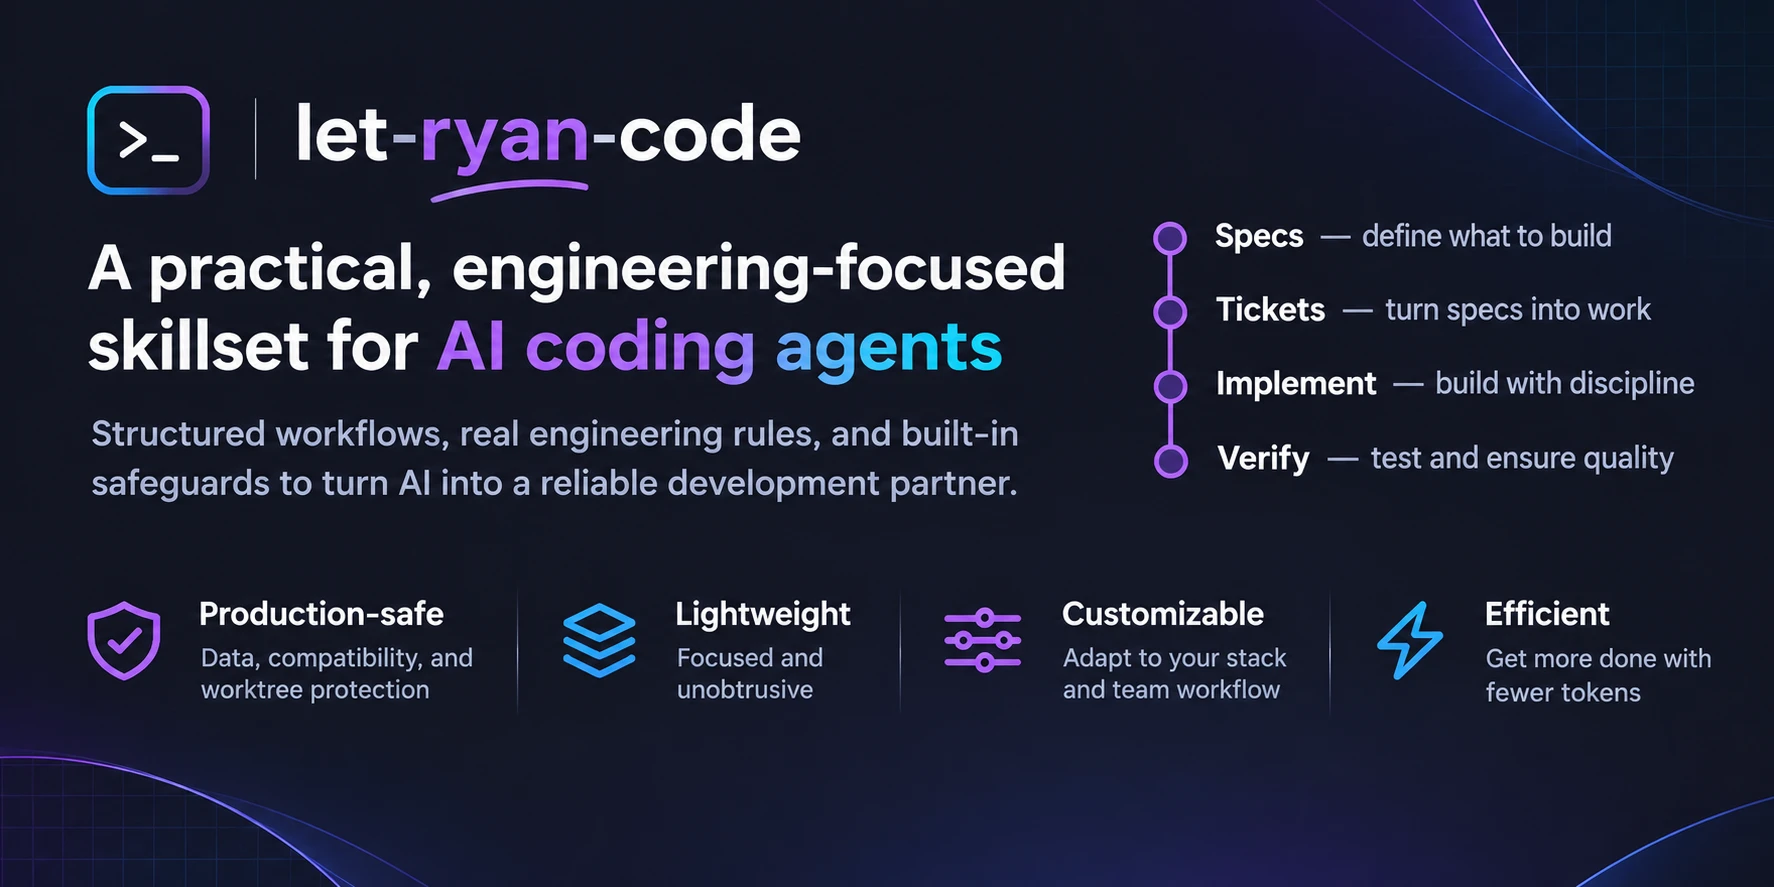 >_
let-ryan-code
A practical, engineering-focused
skillset for AI coding agents
Structured workflows, real engineering rules, and built-in
safeguards to turn AI into a reliable development partner.
Specs — define what to build
Tickets — turn specs into work
Implement — build with discipline
Verify — test and ensure quality
Production-safe
Data, compatibility, and
worktree protection
Lightweight
Focused and
unobtrusive
Customizable
Adapt to your stack
and team workflow
Efficient
Get more done with
fewer tokens